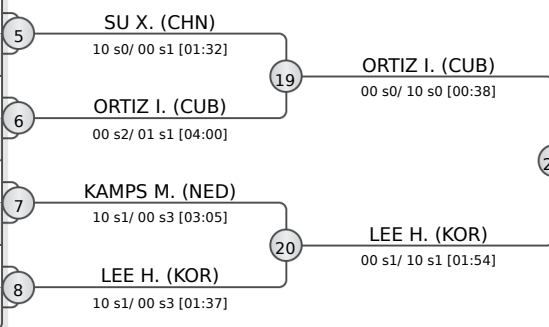 5
SU X. (CHN)
10 s0/ 00 s1 [01:32]
19
ORTIZ I. (CUB)
00 s0/ 10 s0 [00:38]
6
ORTIZ I. (CUB)
00 s2/ 01 s1 [04:00]
7
KAMPS M. (NED)
10 s1/ 00 s3 [03:05]
20
LEE H. (KOR)
00 s1/ 10 s1 [01:54]
8
LEE H. (KOR)
10 s1/ 00 s3 [01:37]